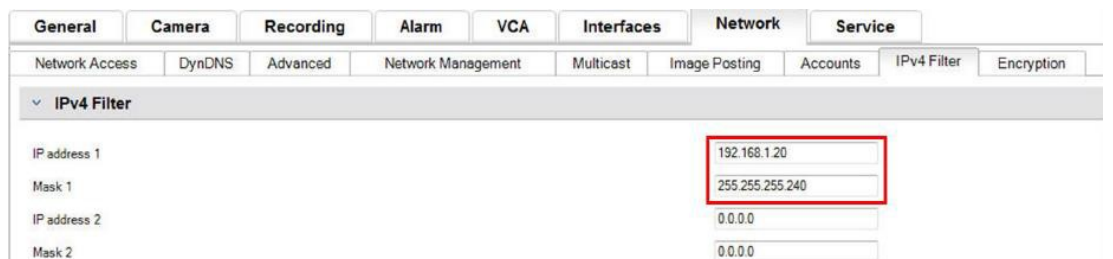 General Camera Recording Alarm VCA Interfaces Network Service
Network Access DynDNS Advanced Network Management Multicast Image Posting Accounts IPv4 Filter Encryption
IPv4 Filter
IP address 1 192.168.1.20
Mask 1 255.255.255.240
IP address 2 0.0.0.0
Mask 2 0.0.0.0